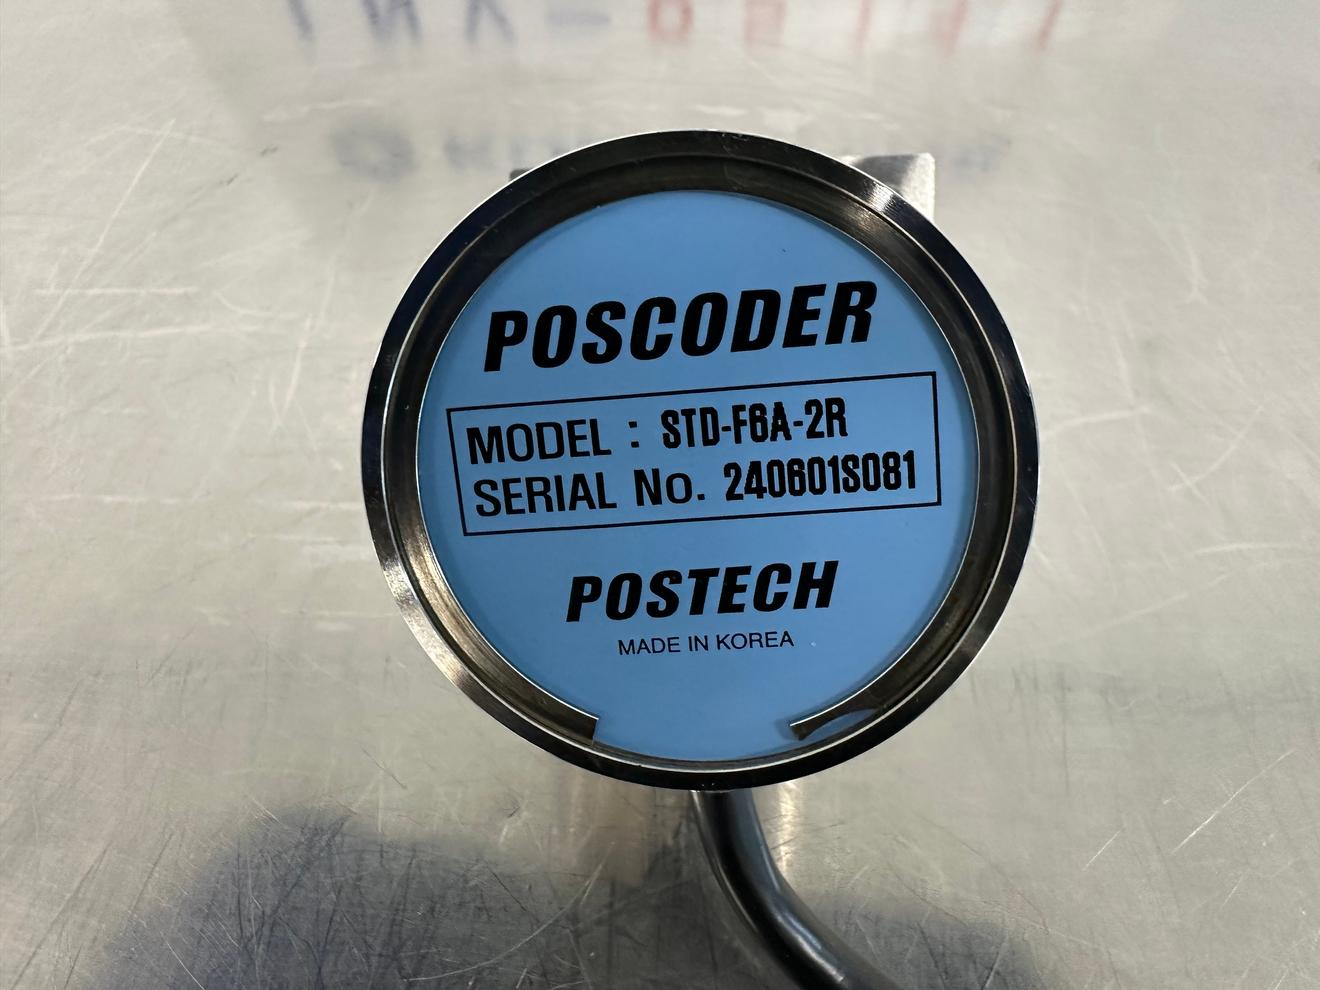 POSCODER
MODEL : STD-F6A-2R
SERIAL No. 240601S081
POSTECH
MADE IN KOREA